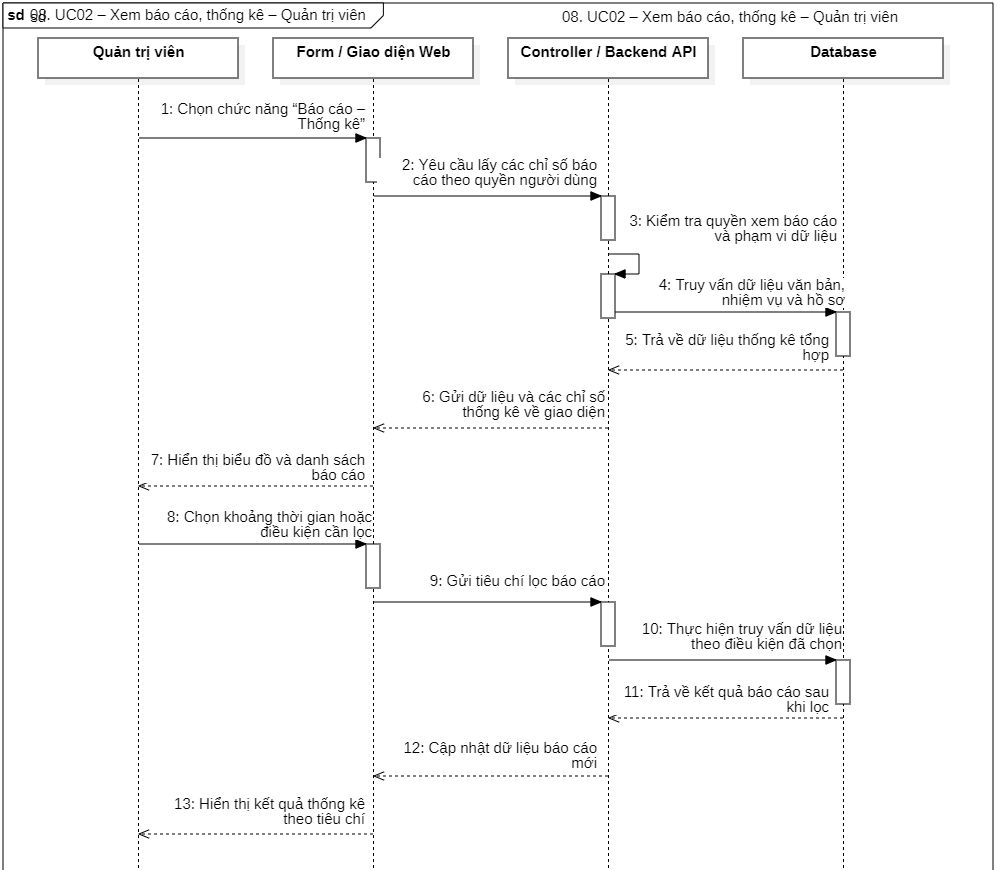 sd 08. UC02 – Xem báo cáo, thống kê – Quản trị viên
08. UC02 – Xem báo cáo, thống kê – Quản trị viên
Quản trị viên
Form / Giao diện Web
Controller / Backend API
Database
1: Chọn chức năng “Báo cáo –
Thống kê”
2: Yêu cầu lấy các chỉ số báo
cáo theo quyền người dùng
3: Kiểm tra quyền xem báo cáo
và phạm vi dữ liệu
4: Truy vấn dữ liệu văn bản,
nhiệm vụ và hồ sơ
5: Trả về dữ liệu thống kê tổng
hợp
6: Gửi dữ liệu và các chỉ số
thống kê về giao diện
7: Hiển thị biểu đồ và danh sách
báo cáo
8: Chọn khoảng thời gian hoặc
điều kiện cần lọc
9: Gửi tiêu chí lọc báo cáo
10: Thực hiện truy vấn dữ liệu
theo điều kiện đã chọn
11: Trả về kết quả báo cáo sau
khi lọc
12: Cập nhật dữ liệu báo cáo
mới
13: Hiển thị kết quả thống kê
theo tiêu chí